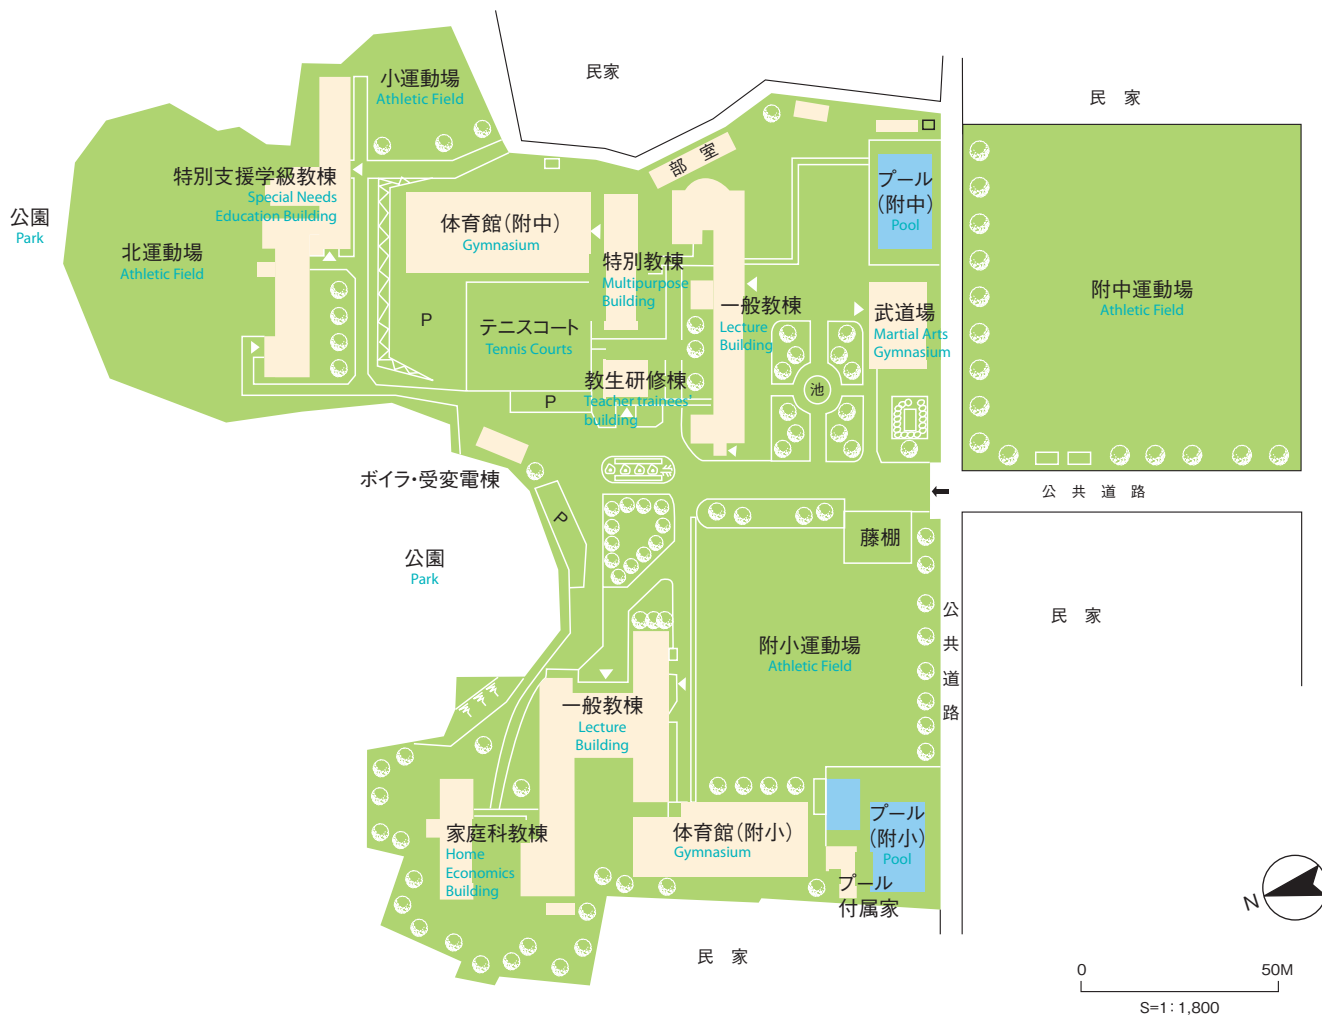 小運動場
Athletic Field
民家
民 家
部 室
特別支援学級教棟
Special Needs
Education Building
公園
Park
北運動場
Athletic Field
体育館(附中)
Gymnasium
プール
(附中)
Pool
特別教棟
Multipurpose
Building
一般教棟
Lecture
Building
武道場
Martial Arts
Gymnasium
附中運動場
Athletic Field
P
テニスコート
Tennis Courts
教生研修棟
Teacher trainees'
building
P
池
ボイラ・受変電棟
P
公共道路
藤棚
公園
Park
公共道路
民 家
附小運動場
Athletic Field
一般教棟
Lecture
Building
家庭科教棟
Home
Economics
Building
体育館(附小)
Gymnasium
プール
(附小)
Pool
プール
付属家
民 家
N
0 50M
S=1:1,800